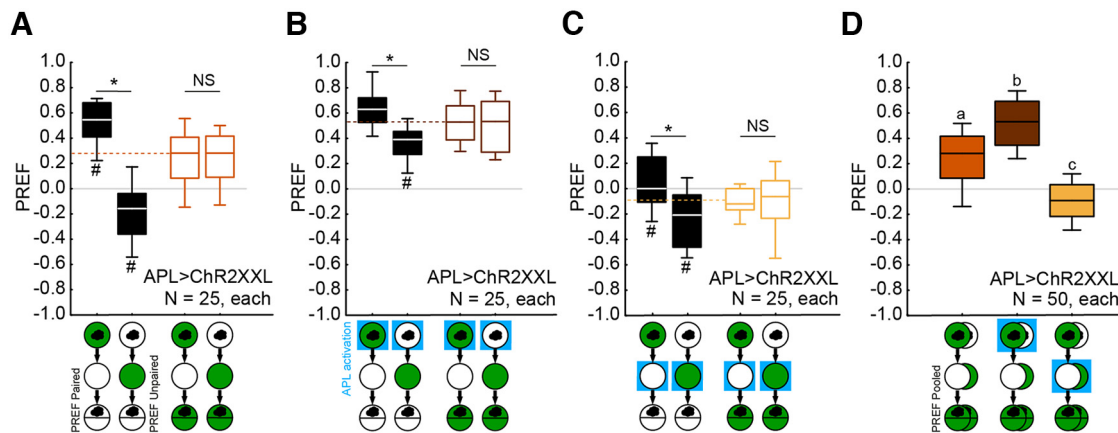 A
B
C
D
PREF
1.0
0.8
0.6
0.4
0.2
-0.0
-0.2
-0.4
-0.6
-0.8
-1.0
*
NS
#
#
APL>ChR2XXL
N = 25, each
PREF Paired
PREF Unpaired
PREF
1.0
0.8
0.6
0.4
0.2
-0.0
-0.2
-0.4
-0.6
-0.8
-1.0
*
NS
#
APL>ChR2XXL
N = 25, each
APL activation
PREF
1.0
0.8
0.6
0.4
0.2
-0.0
-0.2
-0.4
-0.6
-0.8
-1.0
*
NS
#
#
APL>ChR2XXL
N = 25, each
PREF
1.0
0.8
0.6
0.4
0.2
-0.0
-0.2
-0.4
-0.6
-0.8
-1.0
a
b
c
APL>ChR2XXL
N = 50, each
PREF Pooled